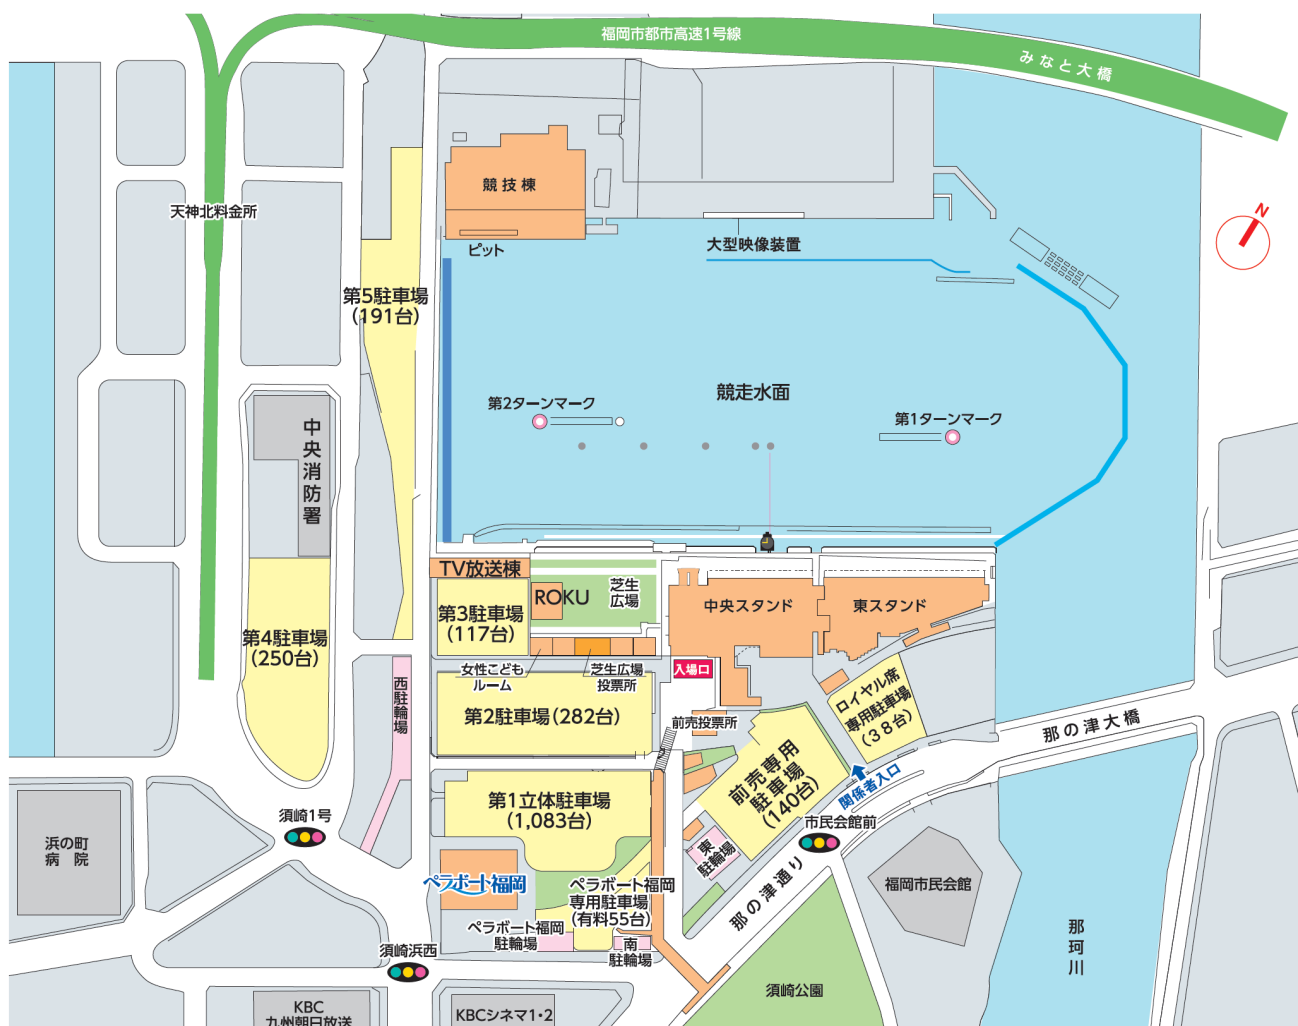 福岡市都市高速1号線
みなと大橋
N
競技棟
天神北料金所
ピット
大型映像装置
第5駐車場
(191台)
競走水面
第2ターンマーク
第1ターンマーク
中央消防署
TV放送棟
ROKU
芝生
広場
第3駐車場
(117台)
中央スタンド
東スタンド
第4駐車場
(250台)
女性こども
ルーム
芝生広場
投票所
入場口
西駐輪場
第2駐車場(282台)
前売投票所
ロイヤル席
専用駐車場
(38台)
那の津大橋
前売専用
駐車場
(140台)
関係者入口
第1立体駐車場
(1,083台)
須崎1号
市民会館前
浜の町
病院
東
駐輪場
ペラボート福岡
ペラボート福岡
専用駐車場
(有料55台)
福岡市民会館
那の津通り
ペラボート福岡
駐輪場
南
駐輪場
須崎浜西
那珂川
須崎公園
KBC
九州朝日放送
KBCシネマ1・2